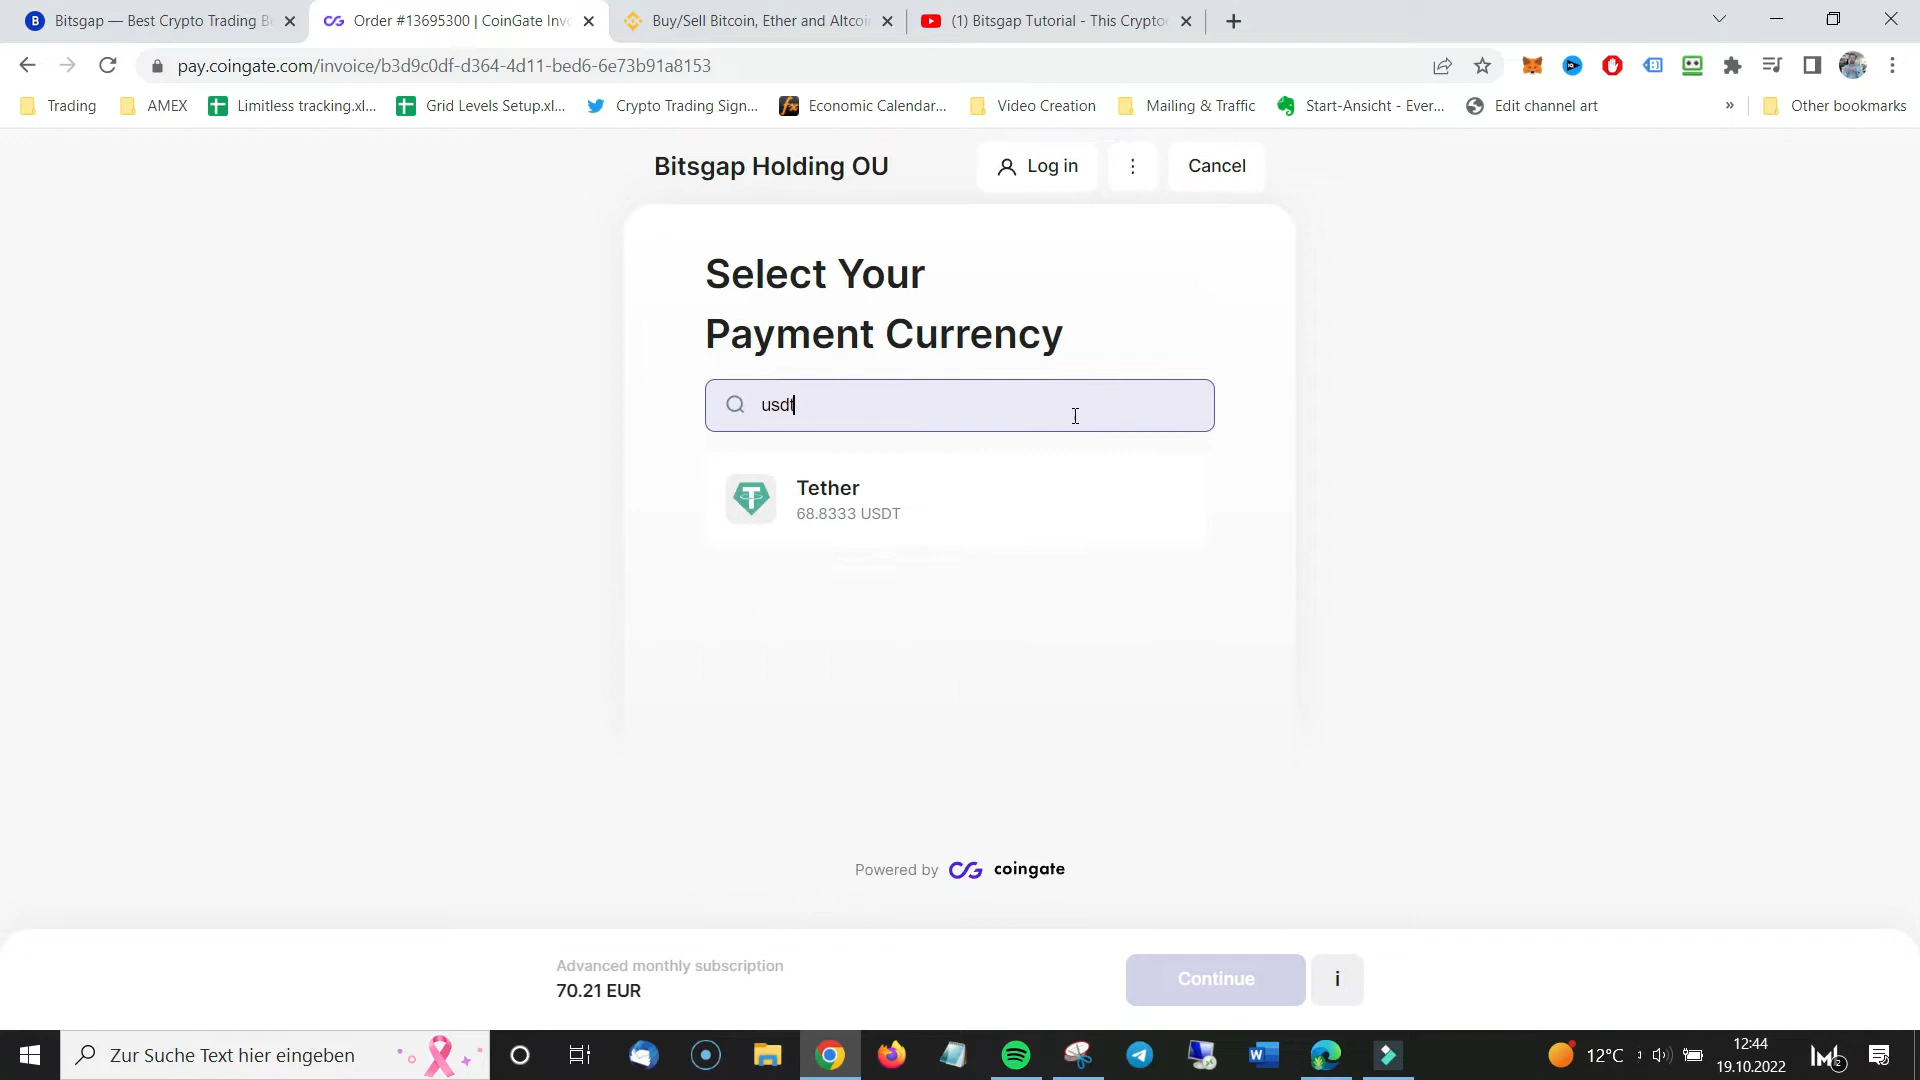 Bitsgap — Best Crypto Trading B
Order #13695300 | CoinGate Inv
Buy/Sell Bitcoin, Ether and Altcoi
(1) Bitsgap Tutorial - This Crypto
pay.coingate.com/invoice/b3d9c0df-d364-4d11-bed6-6e73b91a8153
Trading
AMEX
Limitless tracking.xl...
Grid Levels Setup.xl...
Crypto Trading Sign...
Economic Calendar...
Video Creation
Mailing & Traffic
Start-Ansicht - Ever...
Edit channel art
»
Other bookmarks
Bitsgap Holding OU
Log in
Cancel
Select Your
Payment Currency
usdt
Tether
68.8333 USDT
Powered by coingate
Advanced monthly subscription
70.21 EUR
Continue
i
Zur Suche Text hier eingeben
12°C
12:44
19.10.2022
2